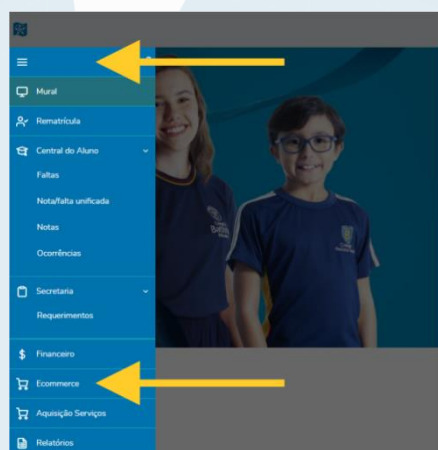 Mural
Rematrícula
Central do Aluno
Faltas
Nota/falta unificada
Notas
Ocorrências
Secretaria
Requerimentos
Financeiro
Ecommerce
Aquisição Serviços
Relatórios